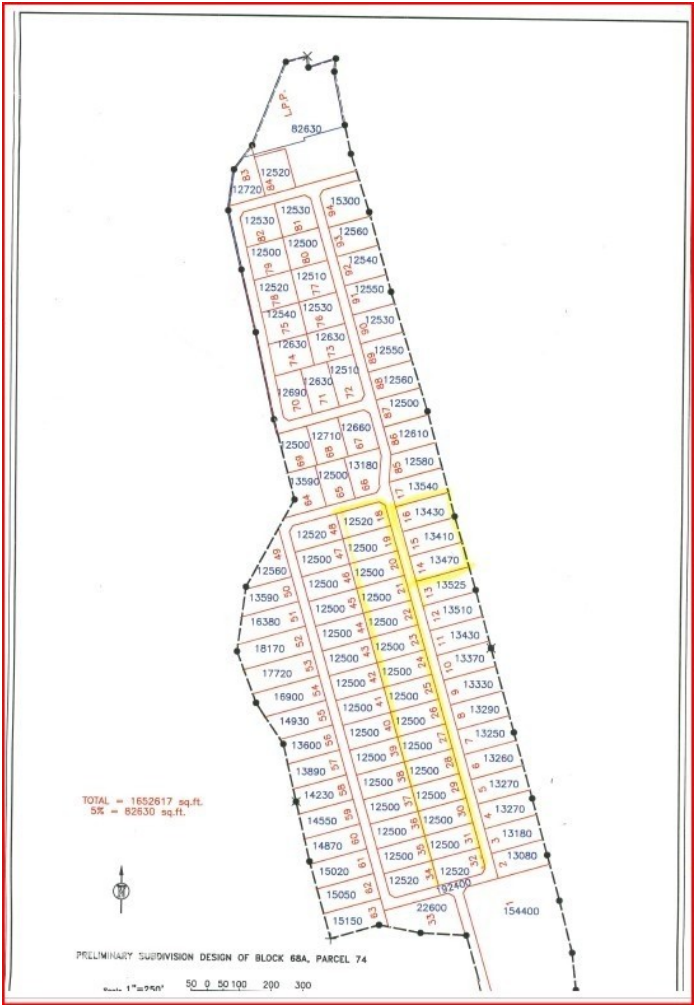 L.P.P.
82630
83 12520
12720 84
15300
94
12530 12530
82 81
93 12560
12500 12500
79 80
92 12540
12520 12510
78 77
91 12550
12540 12530
75 76
90 12530
12630 12630
74 73
89 12550
12690 12630 12510
70 71 72
88 12560
87 12500
12500 12710 12660
69 68 67
86 12610
13590 12500 13180
64 65 66
85 12580
17 13540
12520 48 12520 18
16 13430
49 12500 47 12500 19
15 13410
12560 12500 46 12500 20
14 13470
13590 50 12500 45 12500 21
13 13525
16380 51 12500 44 12500 22
12 13510
18170 52 12500 43 12500 23
11 13430
17720 53 12500 42 12500 24
10 13370
16900 54 12500 41 12500 25
9 13330
14930 55 12500 40 12500 26
8 13290
13600 56 12500 39 12500 27
7 13250
13890 57 12500 38 12500 28
6 13260
14230 58 12500 37 12500 29
5 13270
14550 59 12500 36 12500 30
4 13270
14870 60 12500 35 12500 31
3 13180
15020 61 12520 34 12520 32
2 13080
15050 62 192400
15150 63 22600 33
1 154400
TOTAL = 1652617 sq.ft.
5% = 82630 sq.ft.
PRELIMINARY SUBDIVISION DESIGN OF BLOCK 68A, PARCEL 74
Scale 1"=250' 50 0 50 100 200 300